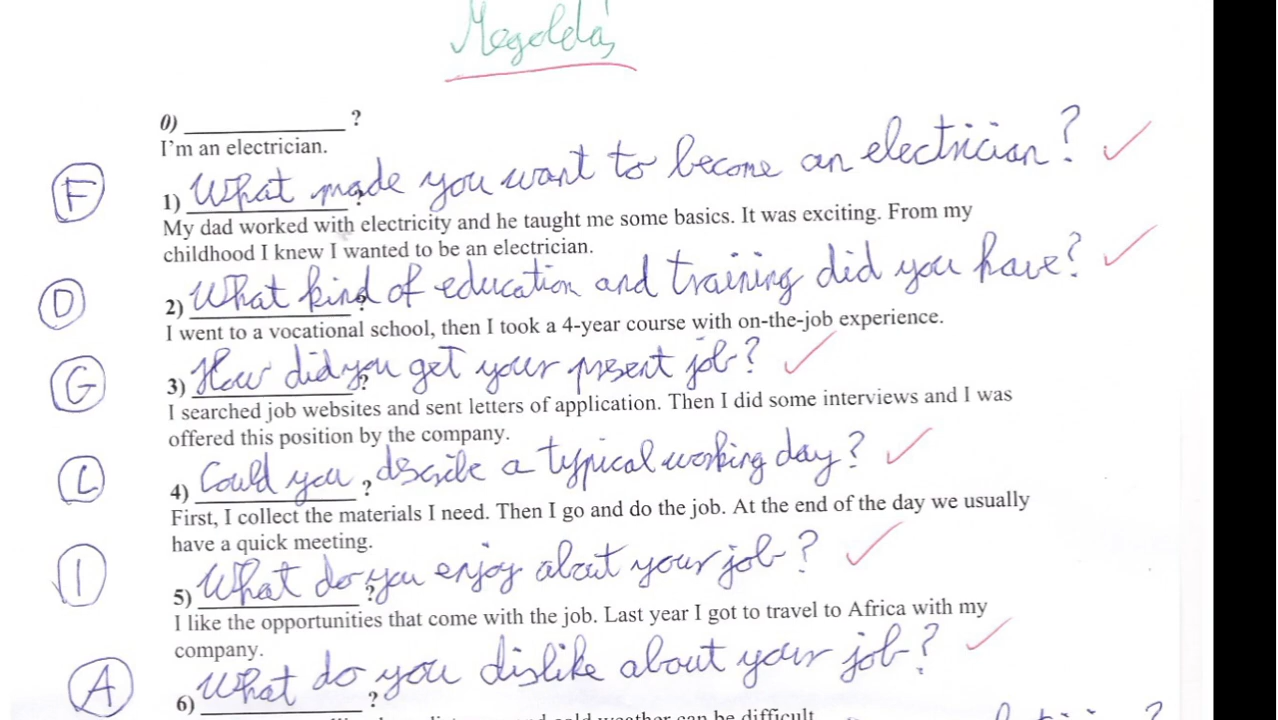 Megoldás
0) ____________ ?
I'm an electrician.
F
1) What made you want to become an electrician? ✓
My dad worked with electricity and he taught me some basics. It was exciting. From my
childhood I knew I wanted to be an electrician.
D
2) What kind of education and training did you have? ✓
I went to a vocational school, then I took a 4-year course with on-the-job experience.
G
3) How did you get your present job? ✓
I searched job websites and sent letters of application. Then I did some interviews and I was
offered this position by the company.
C
4) Could you describe a typical working day? ✓
First, I collect the materials I need. Then I go and do the job. At the end of the day we usually
have a quick meeting.
I
5) What do you enjoy about your job? ✓
I like the opportunities that come with the job. Last year I got to travel to Africa with my
company.
A
6) What do you dislike about your job? ✓
and cold weather can be difficult